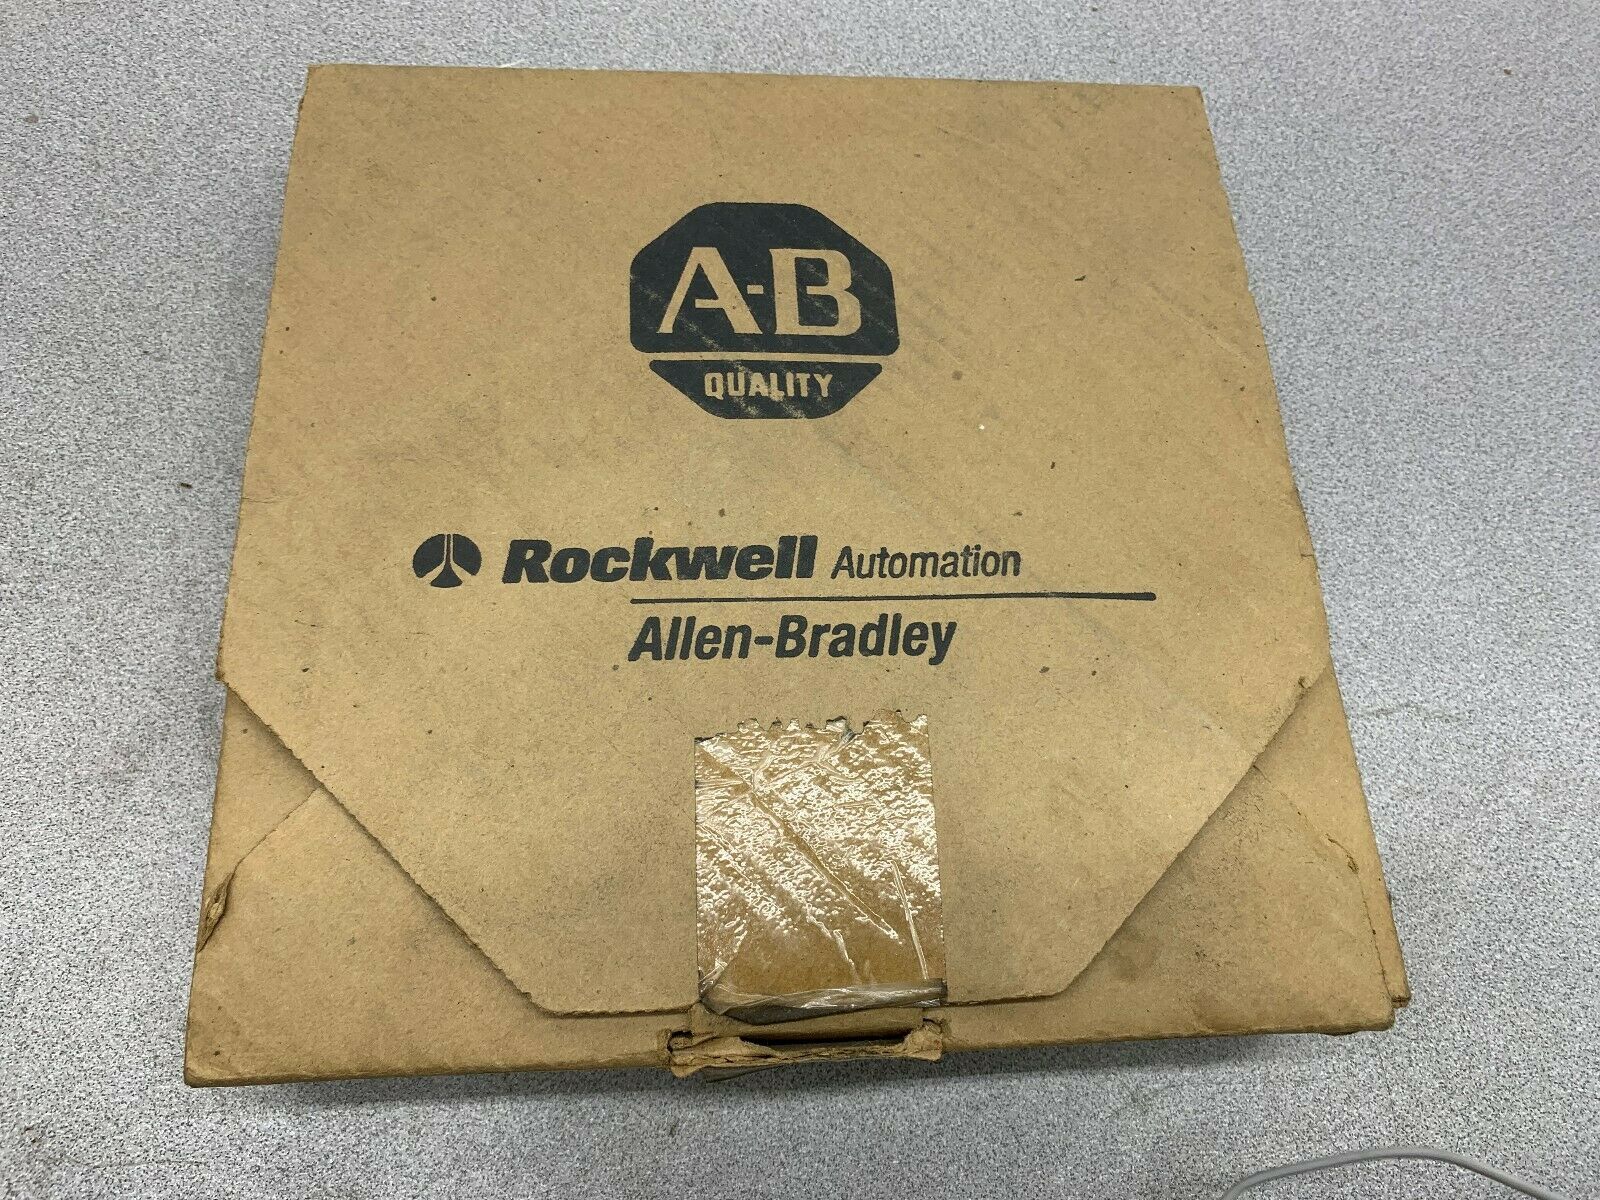 A-B
QUALITY
Rockwell Automation
Allen-Bradley